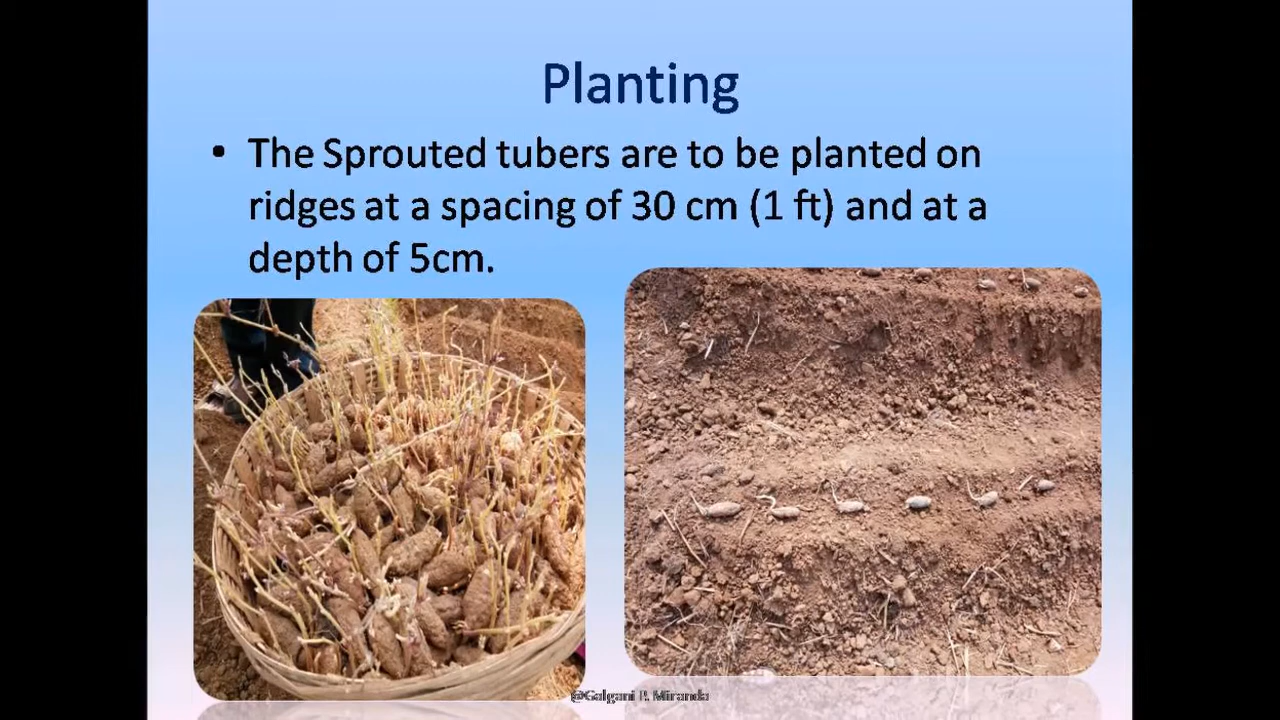 Planting
• The Sprouted tubers are to be planted on
ridges at a spacing of 30 cm (1 ft) and at a
depth of 5cm.
@Galgani P. Miranda